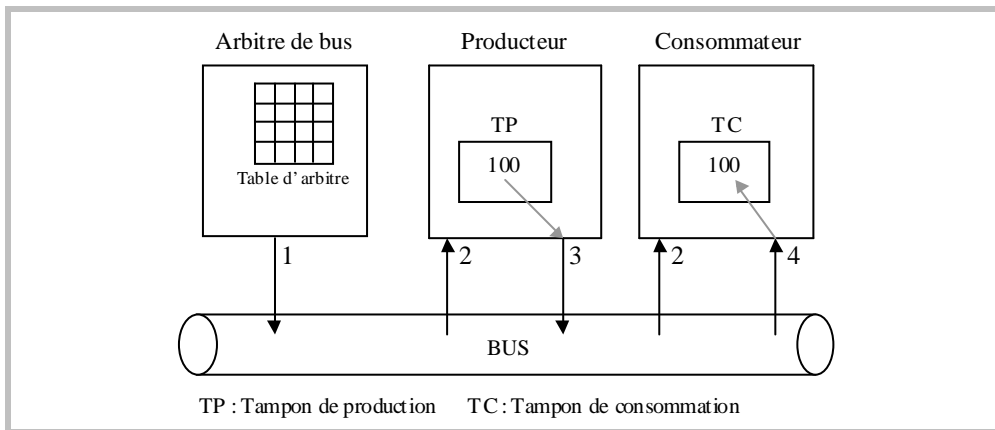 Arbitre de bus Producteur Consommateur
TP TC
100 100
Table d'arbitre
1 2 3 2 4
BUS
TP : Tampon de production TC : Tampon de consommation